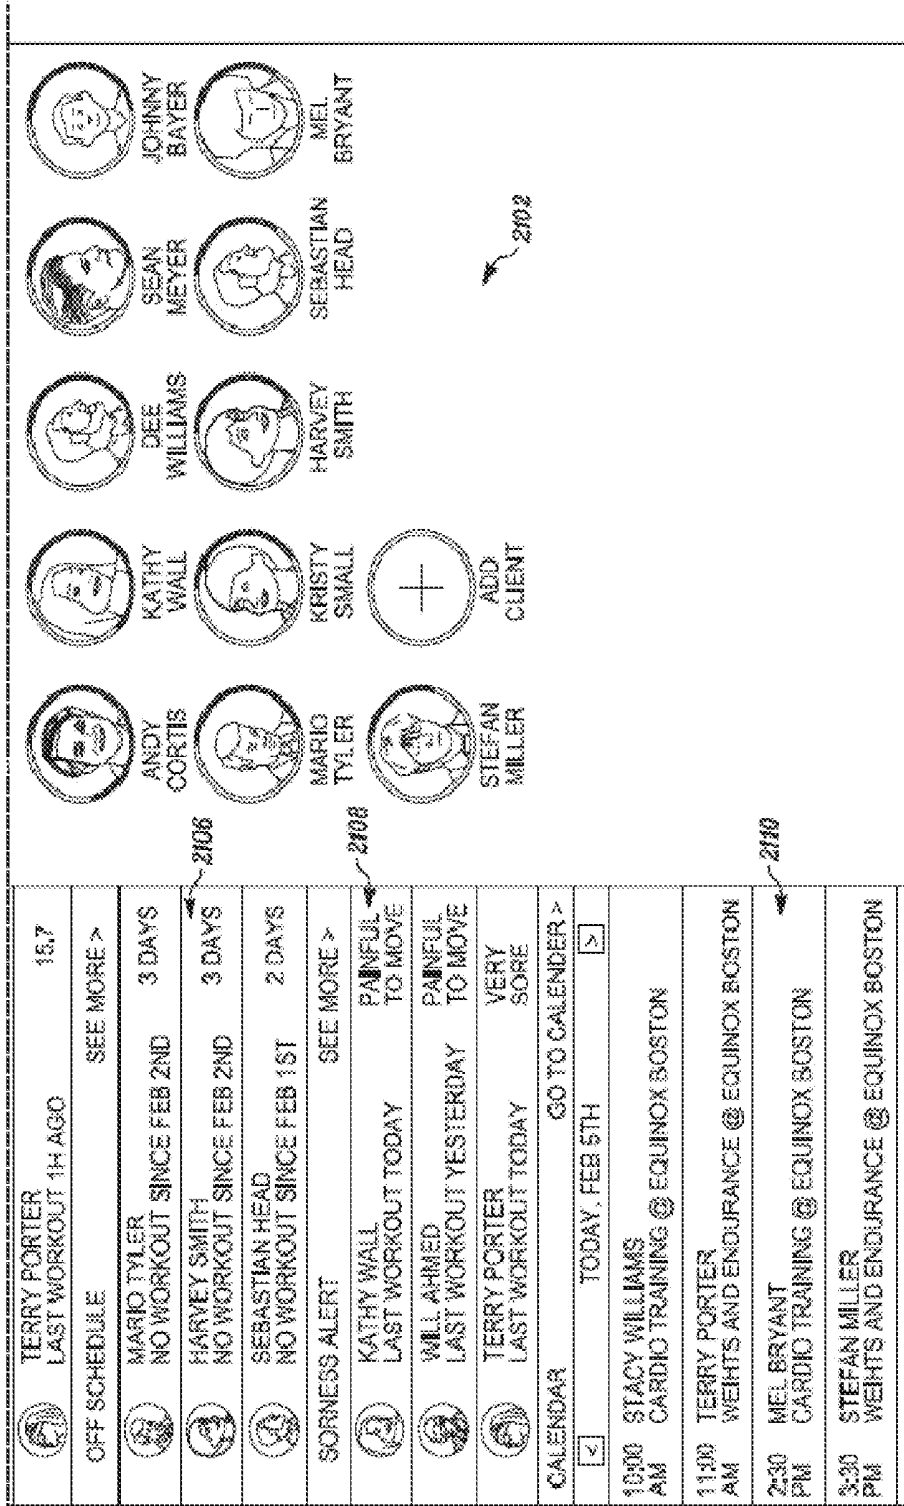 TERRY PORTER
LAST WORKOUT 1H AGO
15.7
OFF SCHEDULE
SEE MORE >
MARIO TYLER
NO WORKOUT SINCE FEB 2ND
3 DAYS
HARVEY SMITH
NO WORKOUT SINCE FEB 2ND
3 DAYS
2106
SEBASTIAN HEAD
NO WORKOUT SINCE FEB 1ST
2 DAYS
SORNESS ALERT
SEE MORE >
KATHY WALL
LAST WORKOUT TODAY
PAINFUL
TO MOVE
2108
WILL AHMED
LAST WORKOUT YESTERDAY
PAINFUL
TO MOVE
TERRY PORTER
LAST WORKOUT TODAY
VERY
SORE
CALENDAR
GO TO CALENDER >
<
TODAY, FEB 5TH
>
10:00
AM
STACY WILLIAMS
CARDIO TRAINING @ EQUINOX BOSTON
11:00
AM
TERRY PORTER
WEIHTS AND ENDURANCE @ EQUINOX BOSTON
2:30
PM
MEL BRYANT
CARDIO TRAINING @ EQUINOX BOSTON
2110
3:30
PM
STEFAN MILLER
WEIHTS AND ENDURANCE @ EQUINOX BOSTON
ANDY
CORTIS
KATHY
WALL
DEE
WILLIAMS
SEAN
MEYER
JOHNNY
BAYER
MARIO
TYLER
KRISTY
SMALL
HARVEY
SMITH
SEBASTIAN
HEAD
MEL
BRYANT
STEFAN
MILLER
+
ADD
CLIENT
2102